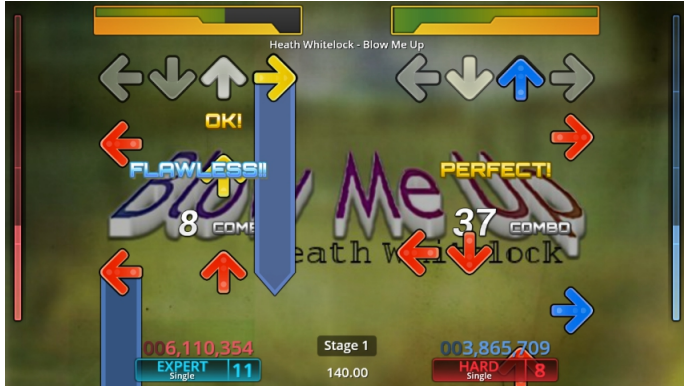 Heath Whitelock - Blow Me Up
OK!
FLAWLESS!!
PERFECT!
Blow Me Up
8 COMB
37 COMBO
Heath Whitelock
006,110,354
Stage 1
003,865,709
EXPERT 11
Single
140.00
HARD 8
Single